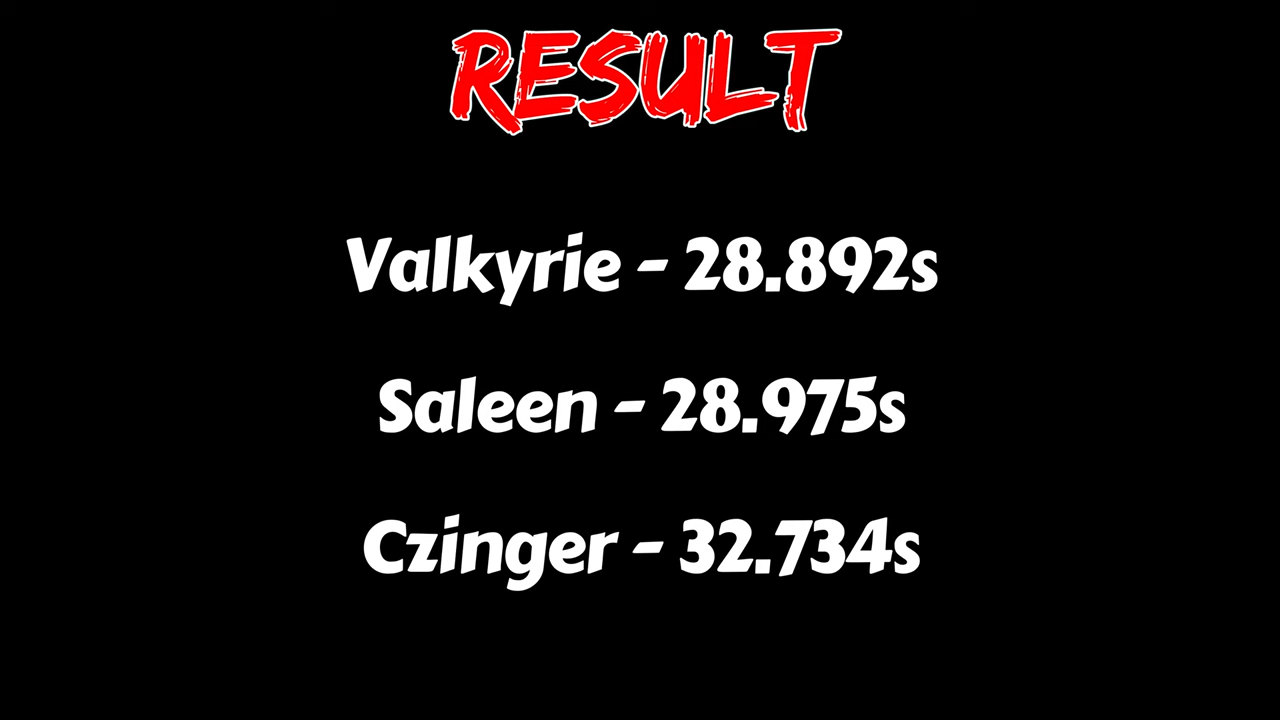 RESULT
Valkyrie - 28.892s
Saleen - 28.975s
Czinger - 32.734s